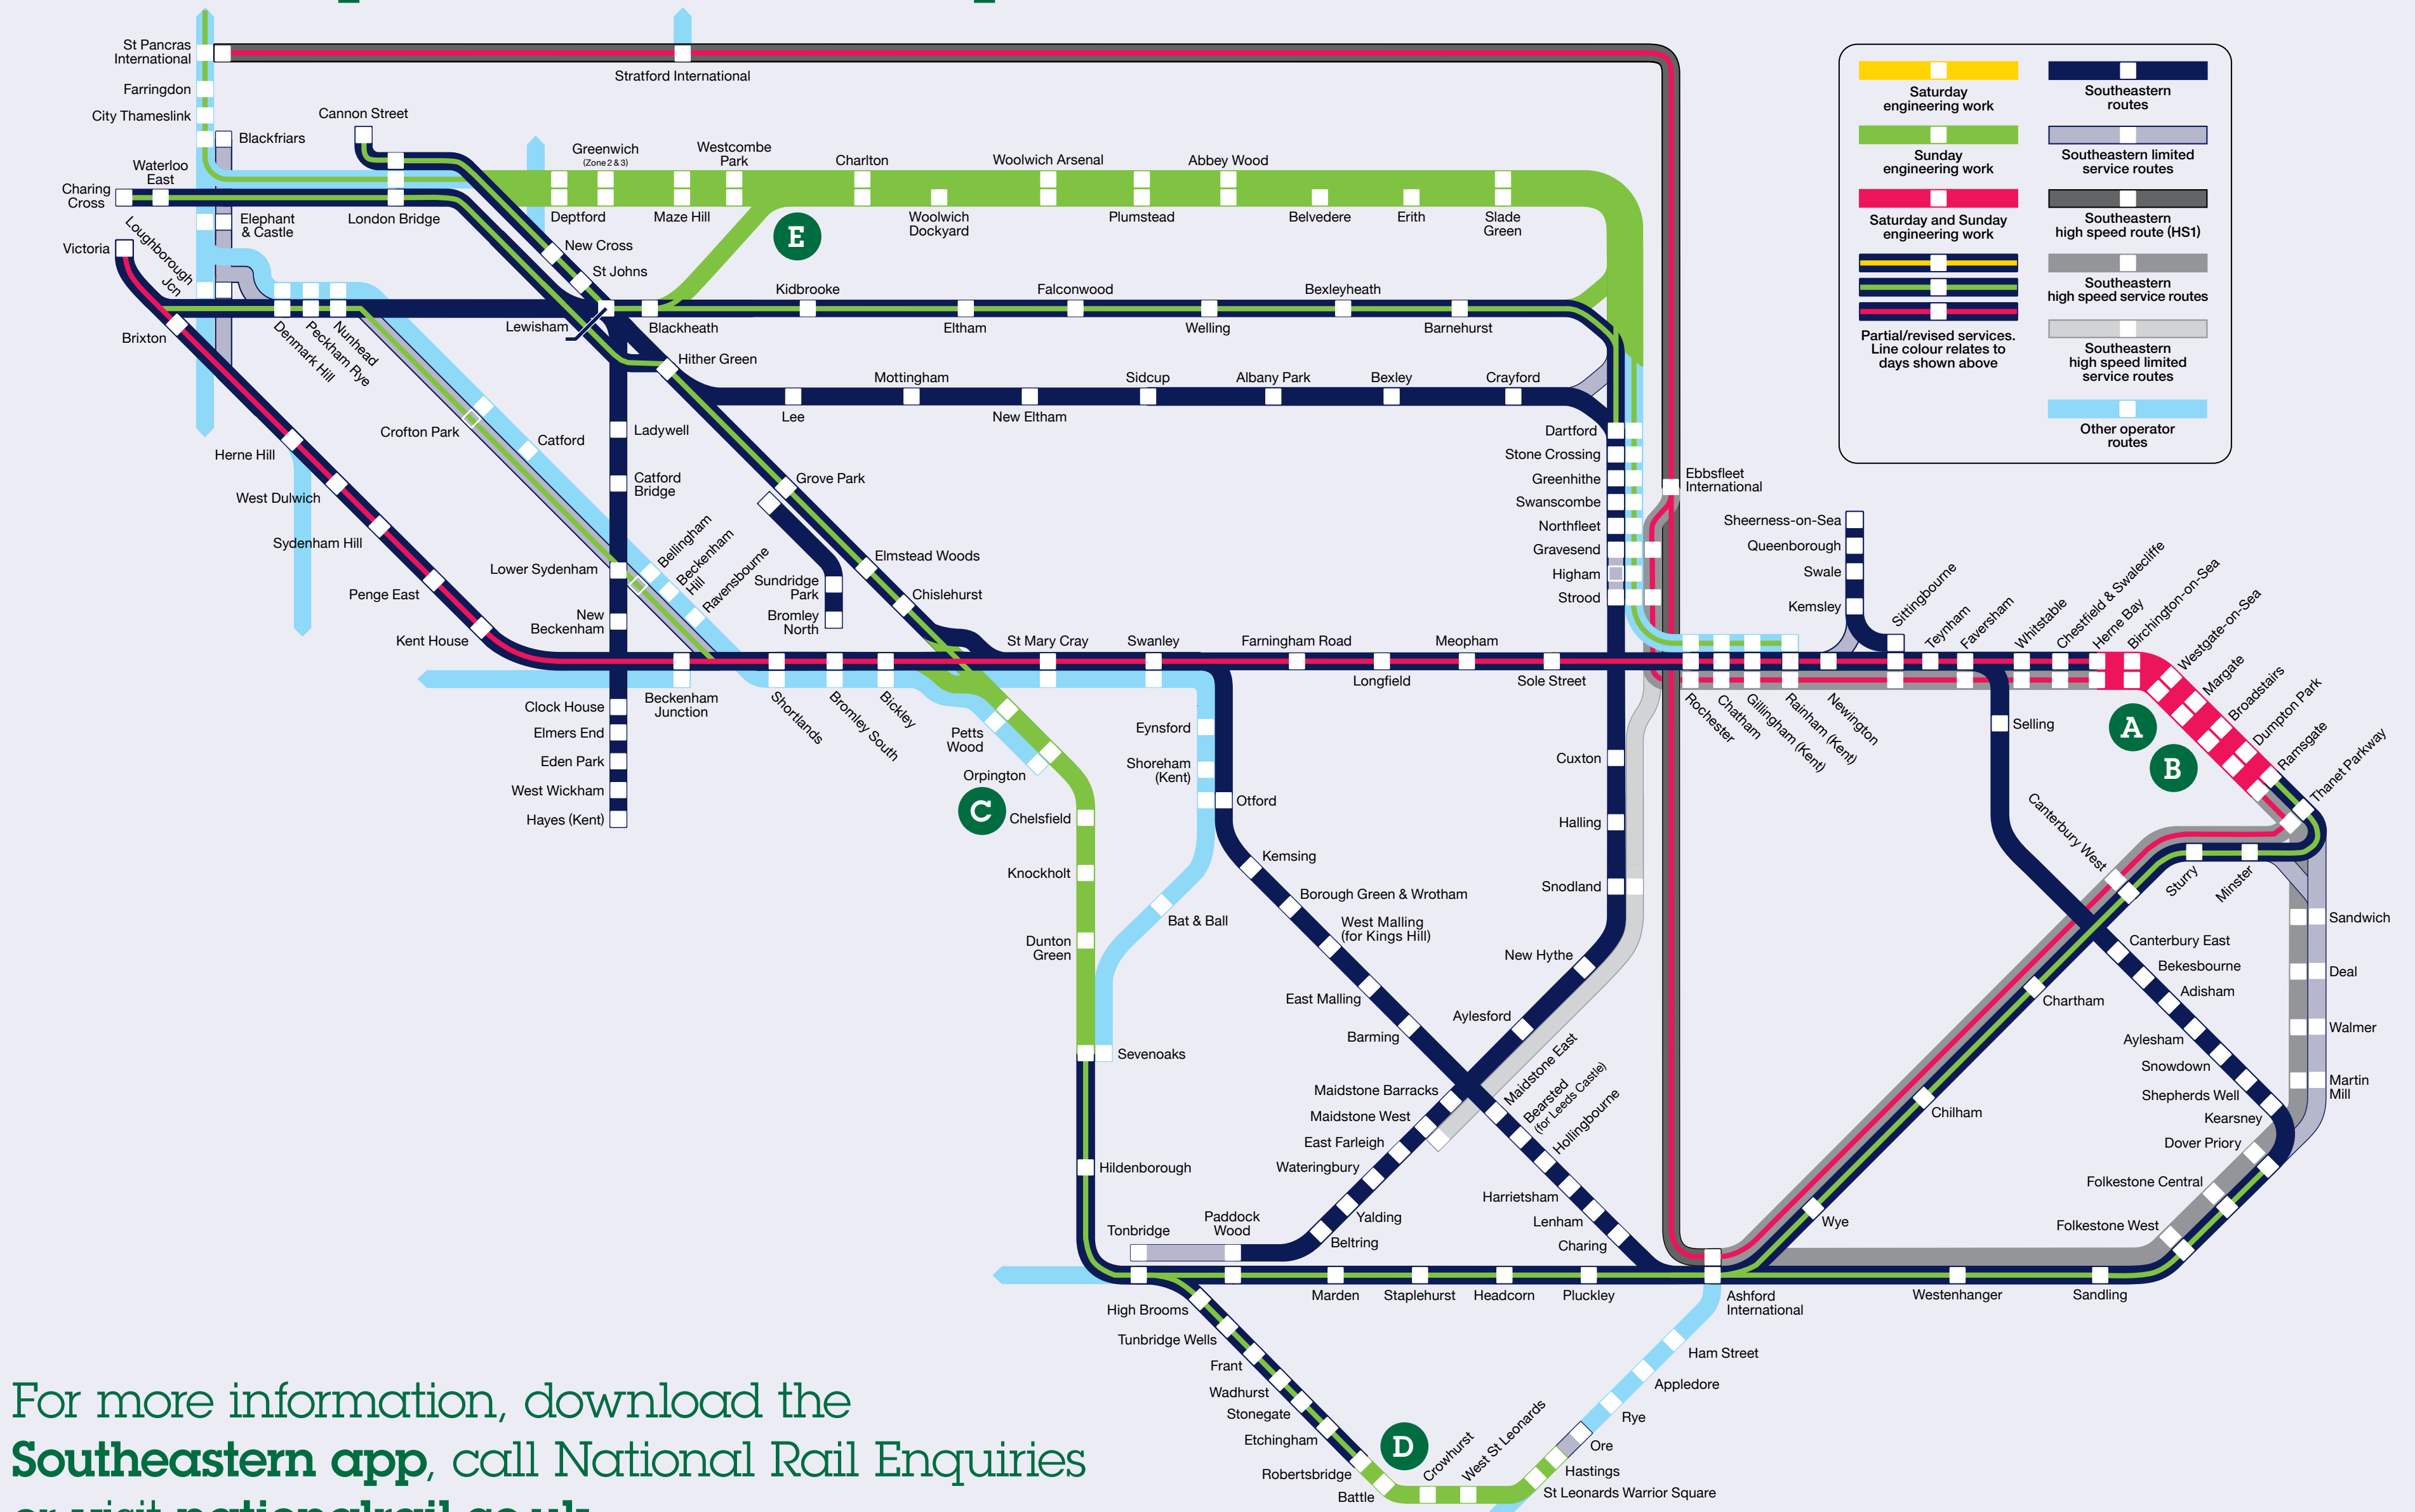 St Pancras
International
Farringdon
City Thameslink
Blackfriars
Waterloo
East
Charing
Cross
Cannon Street
London Bridge
Elephant
& Castle
Victoria
Loughborough
Jcn
Brixton
Denmark Hill
Peckham Rye
Nunhead
Stratford International
Greenwich
(Zone 2 & 3)
Deptford
Westcombe
Park
Maze Hill
Charlton
Woolwich
Dockyard
Woolwich Arsenal
Plumstead
Abbey Wood
Belvedere
Erith
Slade
Green
E
New Cross
St Johns
Lewisham
Blackheath
Kidbrooke
Eltham
Falconwood
Welling
Bexleyheath
Barnehurst
Hither Green
Lee
Mottingham
New Eltham
Sidcup
Albany Park
Bexley
Crayford
Crofton Park
Catford
Ladywell
Catford
Bridge
Herne Hill
West Dulwich
Sydenham Hill
Penge East
Kent House
Lower Sydenham
New
Beckenham
Bellingham
Beckenham
Hill
Ravensbourne
Grove Park
Sundridge
Park
Bromley
North
Elmstead Woods
Chislehurst
Dartford
Stone Crossing
Greenhithe
Swanscombe
Northfleet
Gravesend
Higham
Strood
Ebbsfleet
International
Saturday
engineering work
Sunday
engineering work
Saturday and Sunday
engineering work
Partial/revised services.
Line colour relates to
days shown above
Southeastern
routes
Southeastern limited
service routes
Southeastern
high speed route (HS1)
Southeastern
high speed service routes
Southeastern
high speed limited
service routes
Other operator
routes
Sheerness-on-Sea
Queenborough
Swale
Kemsley
Sittingbourne
Teynham
Faversham
Whitstable
Chestfield & Swalecliffe
Herne Bay
Birchington-on-Sea
Westgate-on-Sea
Margate
Broadstairs
Dumpton Park
Ramsgate
Thanet Parkway
A
B
Clock House
Elmers End
Eden Park
West Wickham
Hayes (Kent)
Beckenham
Junction
Shortlands
Bromley South
Bickley
St Mary Cray
Swanley
Farningham Road
Longfield
Meopham
Sole Street
Rochester
Chatham
Gillingham (Kent)
Rainham (Kent)
Newington
Selling
Petts
Wood
Orpington
C
Chelsfield
Knockholt
Dunton
Green
Sevenoaks
Hildenborough
Eynsford
Shoreham
(Kent)
Otford
Bat & Ball
Kemsing
Borough Green & Wrotham
West Malling
(for Kings Hill)
East Malling
Barming
Maidstone East
Bearsted
(for Leeds Castle)
Hollingbourne
Harrietsham
Lenham
Charing
Cuxton
Halling
Snodland
New Hythe
Aylesford
Maidstone Barracks
Maidstone West
East Farleigh
Wateringbury
Yalding
Beltring
Paddock
Wood
Tonbridge
Marden
Staplehurst
Headcorn
Pluckley
Ashford
International
Westenhanger
Sandling
Canterbury West
Sturry
Minster
Chartham
Chilham
Wye
Canterbury East
Bekesbourne
Adisham
Aylesham
Snowdown
Shepherds Well
Kearsney
Dover Priory
Folkestone Central
Folkestone West
Sandwich
Deal
Walmer
Martin
Mill
High Brooms
Tunbridge Wells
Frant
Wadhurst
Stonegate
Etchingham
Robertsbridge
Battle
D
Crowhurst
West St Leonards
St Leonards Warrior Square
Hastings
Ore
Rye
Appledore
Ham Street
For more information, download the
Southeastern app, call National Rail Enquiries
or visit nationalrail.co.uk